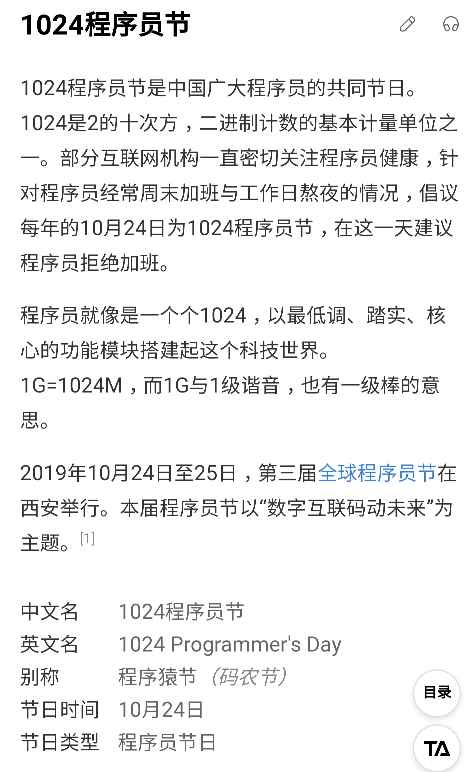 1024程序员节
1024程序员节是中国广大程序员的共同节日。
1024是2的十次方，二进制计数的基本计量单位之
一。部分互联网机构一直密切关注程序员健康，针
对程序员经常周末加班与工作日熬夜的情况，倡议
每年的10月24日为1024程序员节，在这一天建议
程序员拒绝加班。
程序员就像是一个个1024，以最低调、踏实、核
心的功能模块搭建起这个科技世界。
1G=1024M，而1G与1级谐音，也有一级棒的意
思。
2019年10月24日至25日，第三届全球程序员节在
西安举行。本届程序员节以“数字互联码动未来”为
主题。[1]
中文名 1024程序员节
英文名 1024 Programmer's Day
别称 程序猿节（码农节）
节日时间 10月24日
节日类型 程序员节日
目录
TA